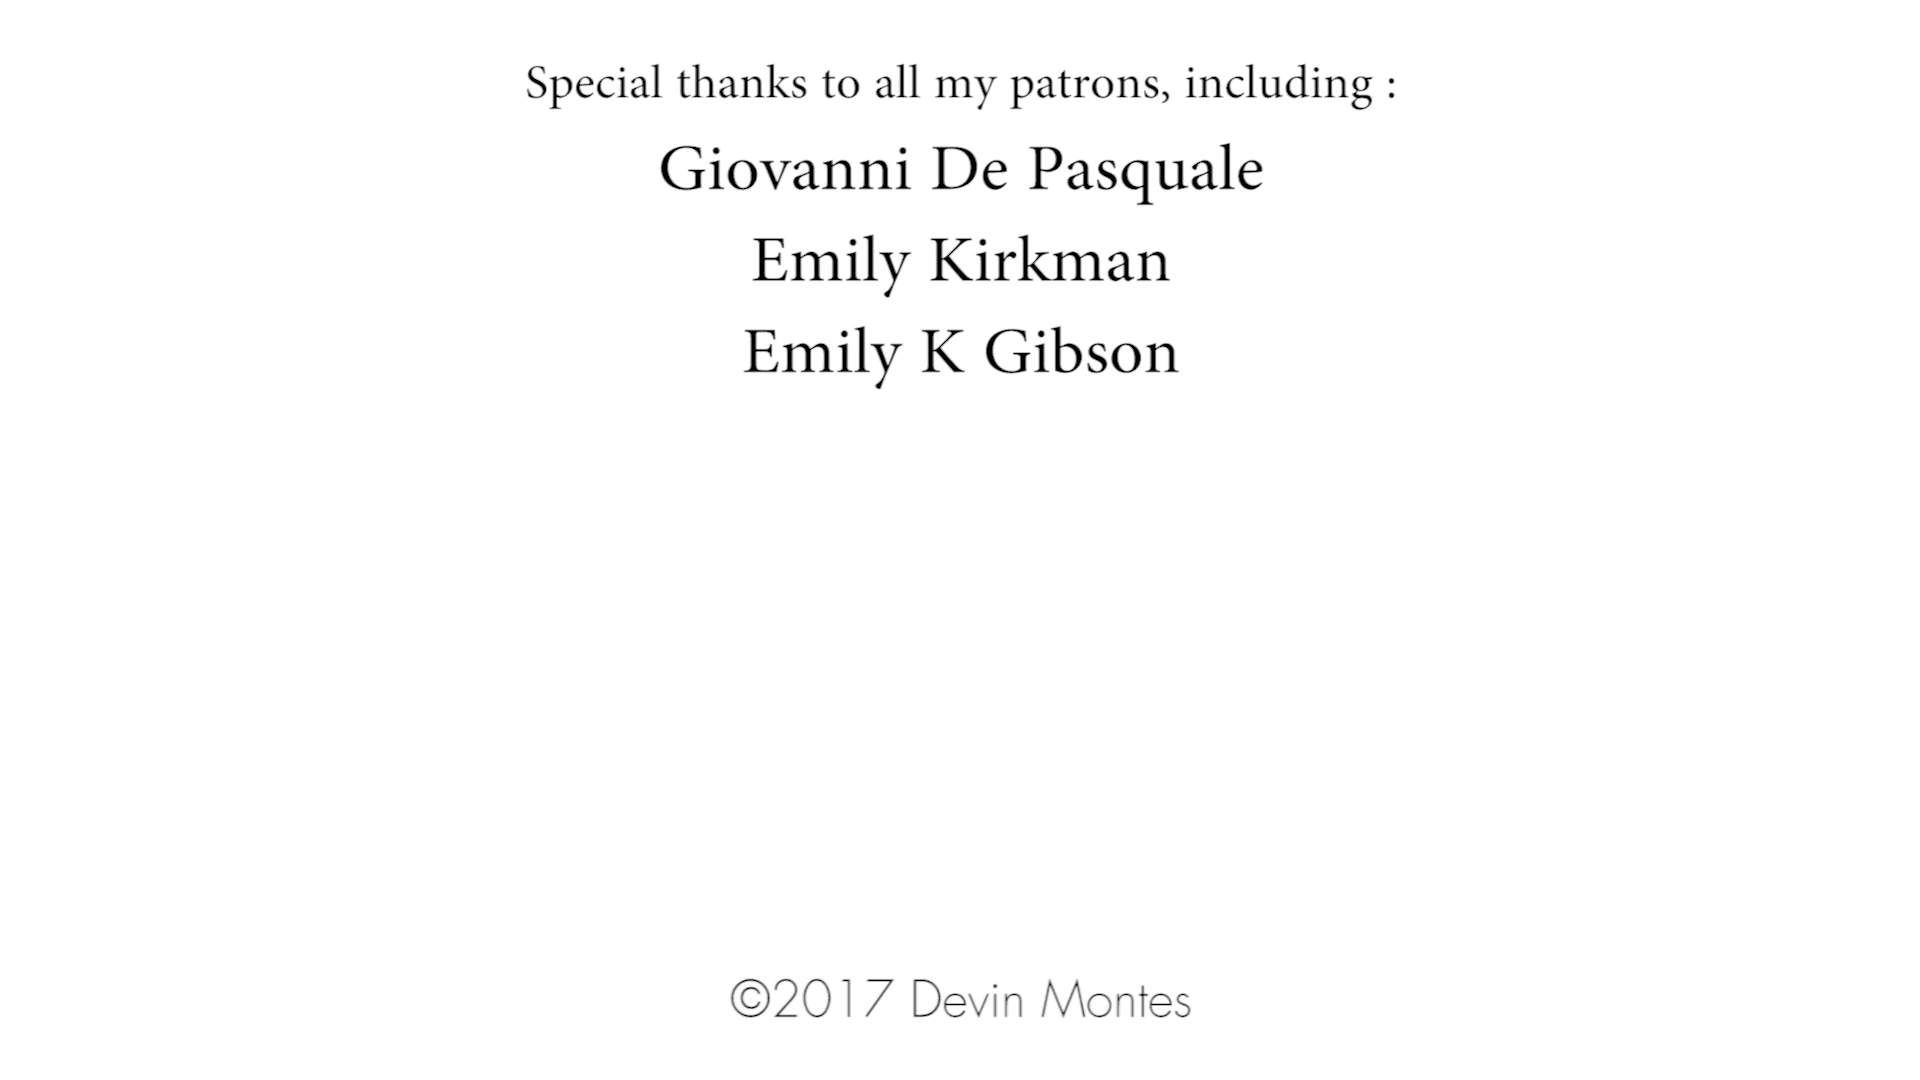 Special thanks to all my patrons, including :
Giovanni De Pasquale
Emily Kirkman
Emily K Gibson
©2017 Devin Montes